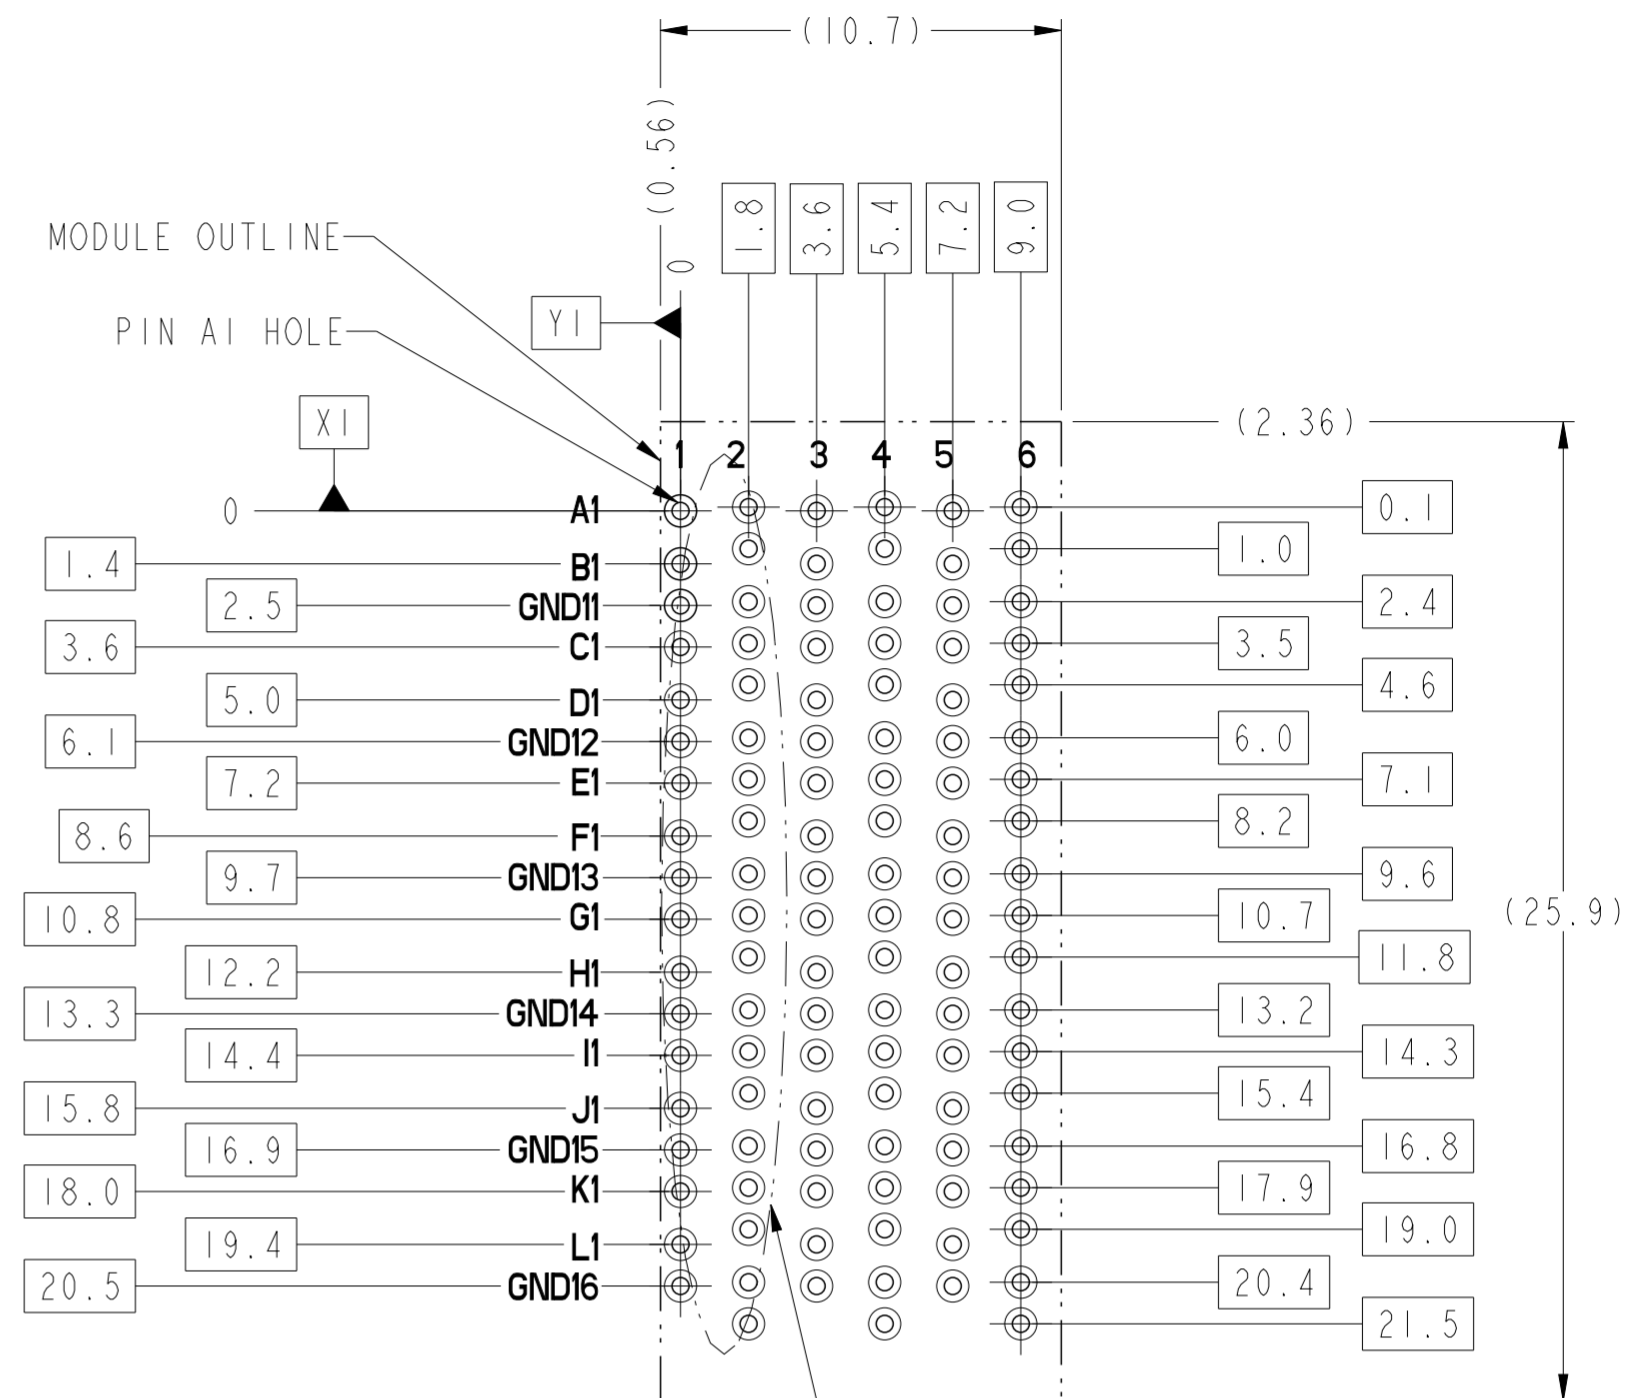 (10.7)
(0.56)
0
1.8
3.6
5.4
7.2
9.0
MODULE OUTLINE
Y1
PIN A1 HOLE
X1
(2.36)
1 2 3 4 5 6
0 A1 0.1
1.0
1.4 B1
2.5 GND11 2.4
3.6 C1 3.5
4.6
5.0 D1
6.1 GND12 6.0
7.2 E1 7.1
8.2
8.6 F1
9.7 GND13 9.6
10.8 G1 10.7
(25.9)
11.8
12.2 H1
13.3 GND14 13.2
14.4 I1 14.3
15.4
15.8 J1
16.9 GND15 16.8
18.0 K1 17.9
19.0
19.4 L1
20.5 GND16 20.4
21.5